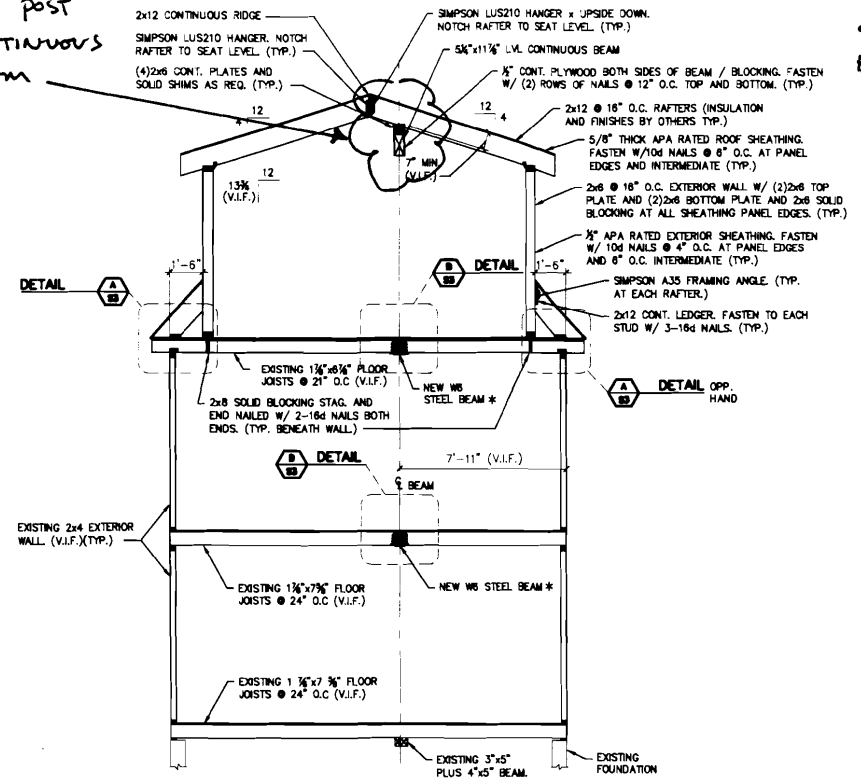 POST
TINUOUS
M
2x12 CONTINUOUS RIDGE
SIMPSON LUS210 HANGER. NOTCH
RAFTER TO SEAT LEVEL. (TYP.)
(4)2x6 CONT. PLATES AND
SOLID SHIMS AS REQ. (TYP.)
SIMPSON LUS210 HANGER x UPSIDE DOWN.
NOTCH RAFTER TO SEAT LEVEL. (TYP.)
5¼"x11⅞" LVL CONTINUOUS BEAM
½" CONT. PLYWOOD BOTH SIDES OF BEAM / BLOCKING. FASTEN
W/ (2) ROWS OF NAILS @ 12" O.C. TOP AND BOTTOM. (TYP.)
2x12 @ 16" O.C. RAFTERS (INSULATION
AND FINISHES BY OTHERS TYP.)
5/8" THICK APA RATED ROOF SHEATHING.
FASTEN W/10d NAILS @ 6" O.C. AT PANEL
EDGES AND INTERMEDIATE (TYP.)
2x6 @ 16" O.C. EXTERIOR WALL W/ (2)2x6 TOP
PLATE AND (2)2x6 BOTTOM PLATE AND 2x6 SOLID
BLOCKING AT ALL SHEATHING PANEL EDGES. (TYP.)
½" APA RATED EXTERIOR SHEATHING. FASTEN
W/ 10d NAILS @ 4" O.C. AT PANEL EDGES
AND 6" O.C. INTERMEDIATE (TYP.)
SIMPSON A35 FRAMING ANGLE. (TYP.
AT EACH RAFTER.)
2x12 CONT. LEDGER. FASTEN TO EACH
STUD W/ 3-16d NAILS. (TYP.)
12
4
12
4
7" MIN
(V.I.F.)
12
(V.I.F.)
1'-6"
1'-6"
DETAIL
A
S3
B
S3
DETAIL
EXISTING 1⅞"x6⅞" FLOOR
JOISTS @ 21" O.C (V.I.F.)
NEW W6
STEEL BEAM *
A
S3
DETAIL OPP.
HAND
2x8 SOLID BLOCKING STAG. AND
END NAILED W/ 2-16d NAILS BOTH
ENDS. (TYP. BENEATH WALL)
B
S3
DETAIL
7'-11" (V.I.F.)
℄ BEAM
EXISTING 2x4 EXTERIOR
WALL. (V.I.F.)(TYP.)
EXISTING 1⅞"x7⅝" FLOOR
JOISTS @ 24" O.C (V.I.F.)
NEW W6 STEEL BEAM *
EXISTING 1 ⅞"x7 ⅝" FLOOR
JOISTS @ 24" O.C (V.I.F.)
EXISTING 3"x5"
PLUS 4"x5" BEAM.
EXISTING
FOUNDATION